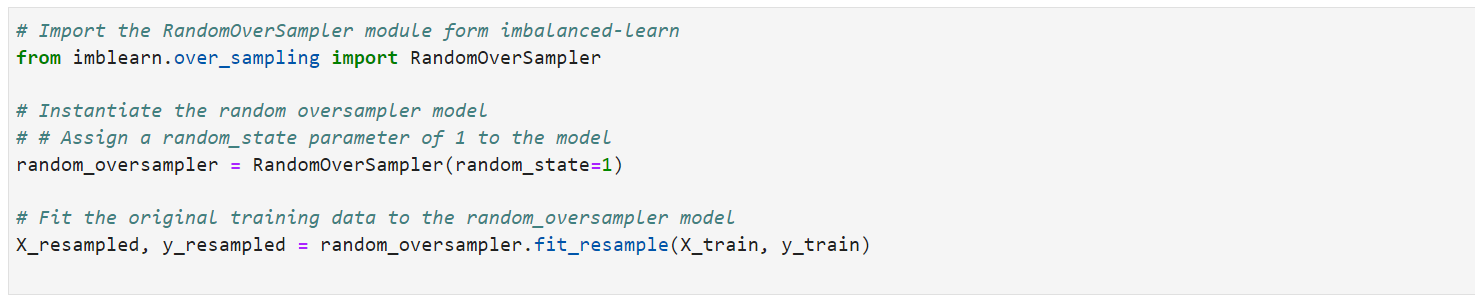 # Import the RandomOverSampler module form imbalanced-learn
from imblearn.over_sampling import RandomOverSampler
# Instantiate the random oversampler model
# # Assign a random_state parameter of 1 to the model
random_oversampler = RandomOverSampler(random_state=1)
# Fit the original training data to the random_oversampler model
X_resampled, y_resampled = random_oversampler.fit_resample(X_train, y_train)